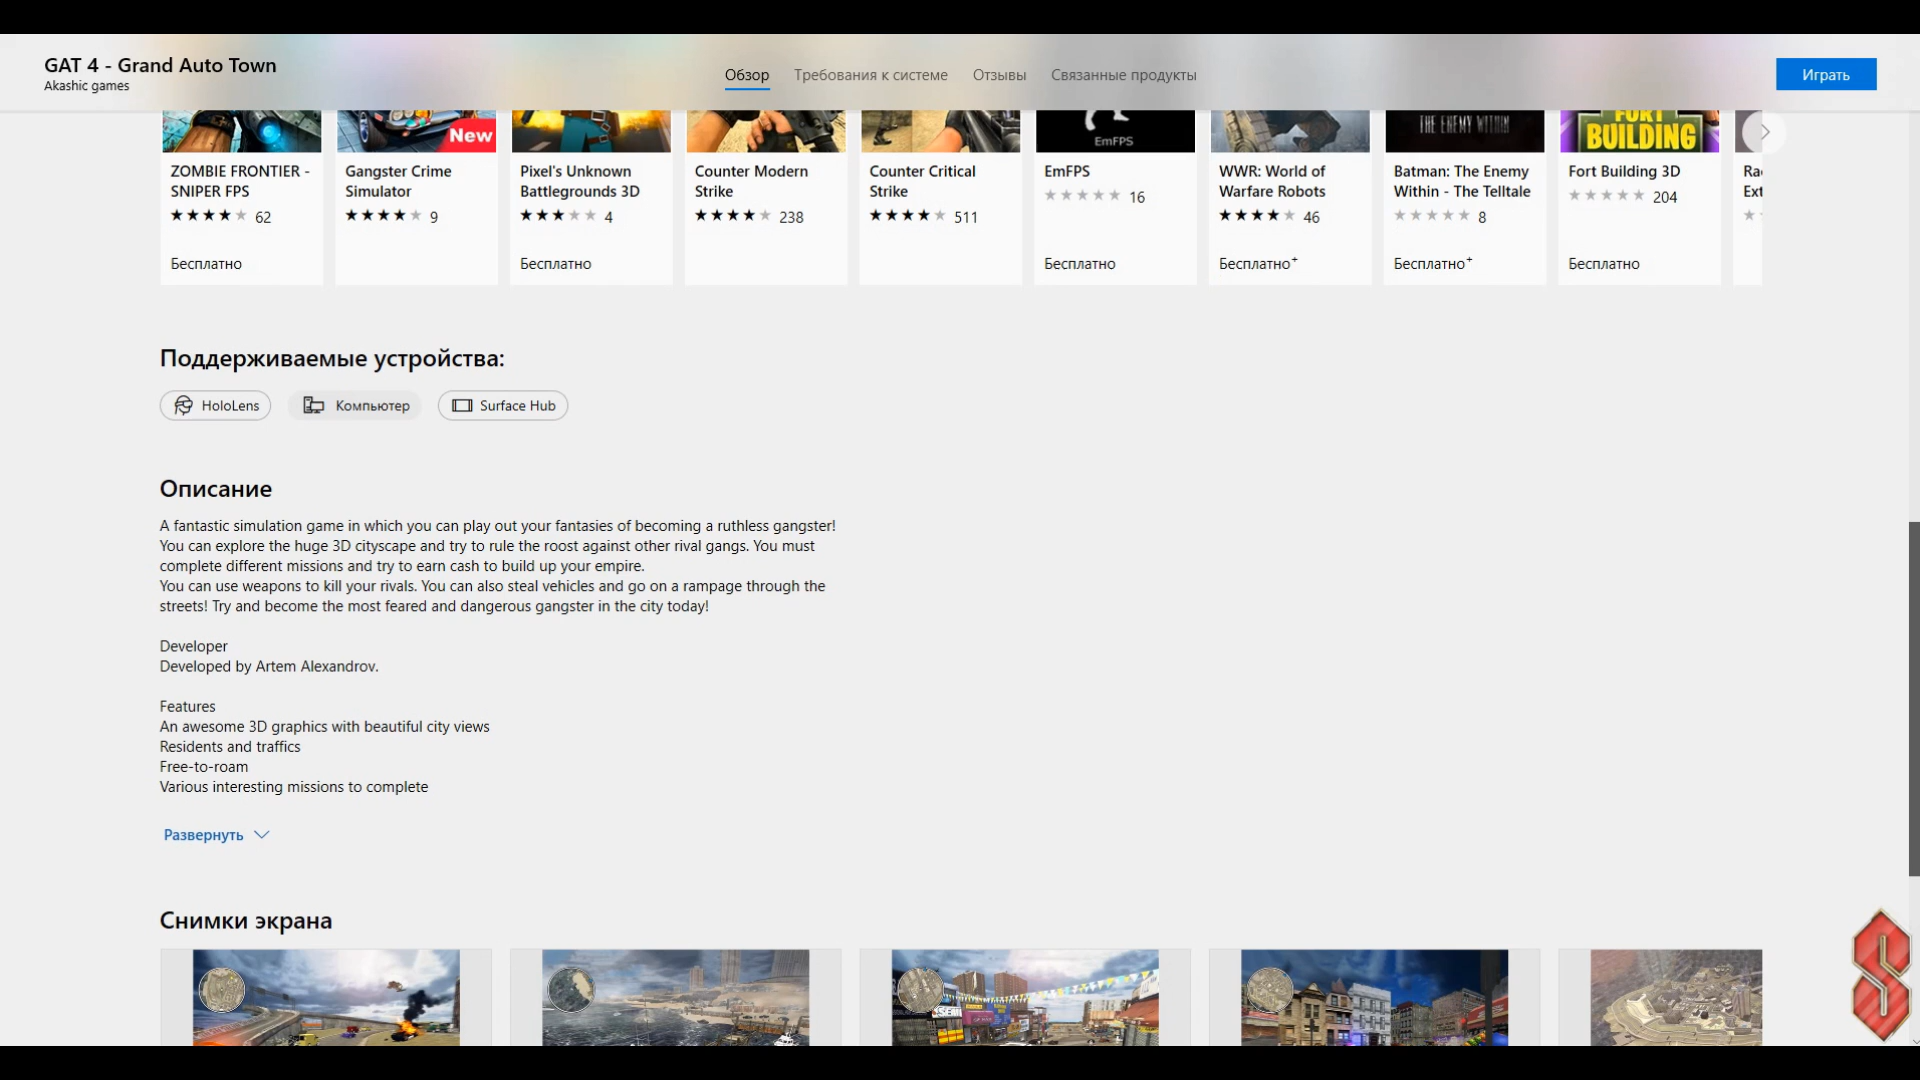 GAT 4 - Grand Auto Town
Akashic games
Обзор
Требования к системе
Отзывы
Связанные продукты
Играть
New
EmFPS
THE ENEMY WITHIN
FORT
BUILDING
ZOMBIE FRONTIER -
SNIPER FPS
62
Бесплатно
Gangster Crime
Simulator
9
Pixel's Unknown
Battlegrounds 3D
4
Бесплатно
Counter Modern
Strike
238
Counter Critical
Strike
511
EmFPS
16
Бесплатно
WWR: World of
Warfare Robots
46
Бесплатно+
Batman: The Enemy
Within - The Telltale
8
Бесплатно+
Fort Building 3D
204
Бесплатно
Ra
Ext
Поддерживаемые устройства:
HoloLens
Компьютер
Surface Hub
Описание
A fantastic simulation game in which you can play out your fantasies of becoming a ruthless gangster!
You can explore the huge 3D cityscape and try to rule the roost against other rival gangs. You must
complete different missions and try to earn cash to build up your empire.
You can use weapons to kill your rivals. You can also steal vehicles and go on a rampage through the
streets! Try and become the most feared and dangerous gangster in the city today!
Developer
Developed by Artem Alexandrov.
Features
An awesome 3D graphics with beautiful city views
Residents and traffics
Free-to-roam
Various interesting missions to complete
Развернуть
Снимки экрана